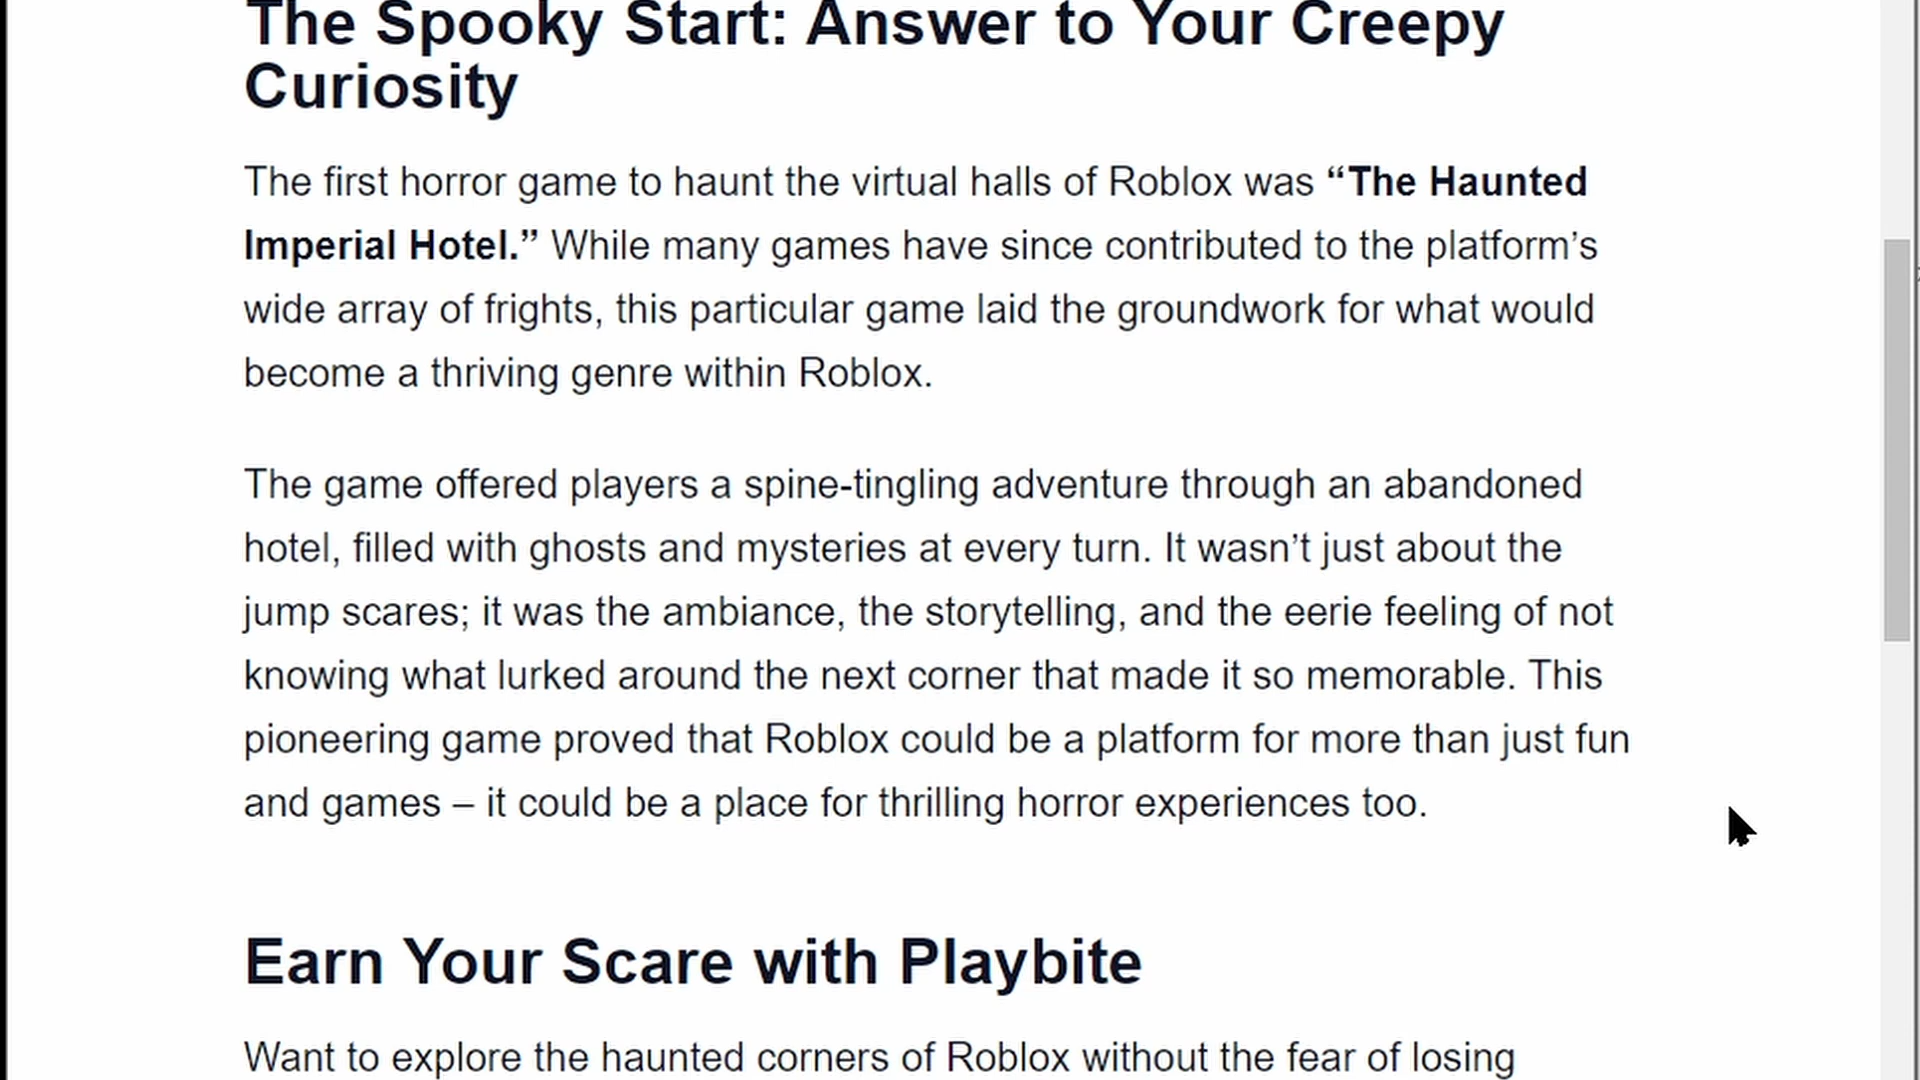 The Spooky Start: Answer to Your Creepy
Curiosity
The first horror game to haunt the virtual halls of Roblox was “The Haunted
Imperial Hotel.” While many games have since contributed to the platform’s
wide array of frights, this particular game laid the groundwork for what would
become a thriving genre within Roblox.
The game offered players a spine-tingling adventure through an abandoned
hotel, filled with ghosts and mysteries at every turn. It wasn’t just about the
jump scares; it was the ambiance, the storytelling, and the eerie feeling of not
knowing what lurked around the next corner that made it so memorable. This
pioneering game proved that Roblox could be a platform for more than just fun
and games – it could be a place for thrilling horror experiences too.
Earn Your Scare with Playbite
Want to explore the haunted corners of Roblox without the fear of losing